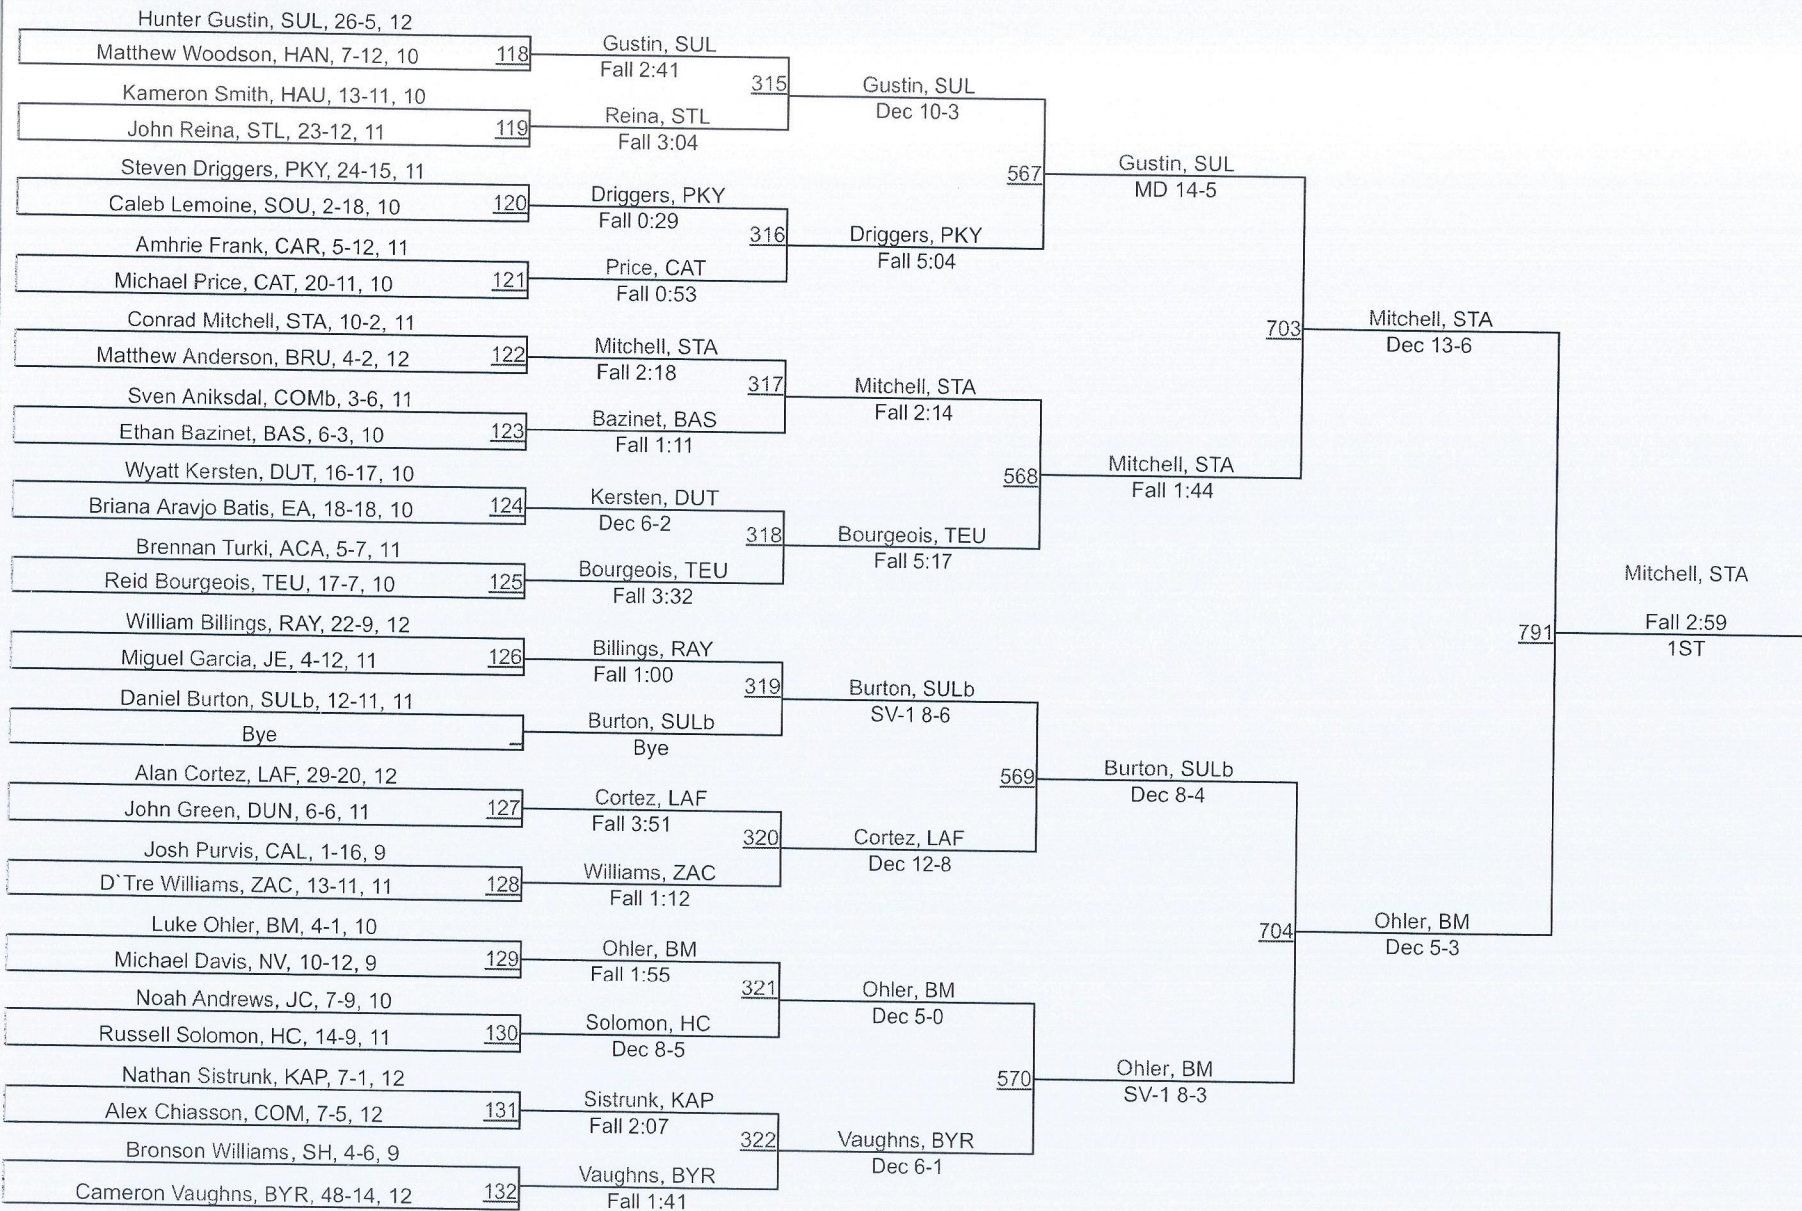 Hunter Gustin, SUL, 26-5, 12
Matthew Woodson, HAN, 7-12, 10
118
Kameron Smith, HAU, 13-11, 10
John Reina, STL, 23-12, 11
119
Steven Driggers, PKY, 24-15, 11
Caleb Lemoine, SOU, 2-18, 10
120
Amhrie Frank, CAR, 5-12, 11
Michael Price, CAT, 20-11, 10
121
Conrad Mitchell, STA, 10-2, 11
Matthew Anderson, BRU, 4-2, 12
122
Sven Aniksdal, COMb, 3-6, 11
Ethan Bazinet, BAS, 6-3, 10
123
Wyatt Kersten, DUT, 16-17, 10
Briana Aravjo Batis, EA, 18-18, 10
124
Brennan Turki, ACA, 5-7, 11
Reid Bourgeois, TEU, 17-7, 10
125
William Billings, RAY, 22-9, 12
Miguel Garcia, JE, 4-12, 11
126
Daniel Burton, SULb, 12-11, 11
Bye
Alan Cortez, LAF, 29-20, 12
John Green, DUN, 6-6, 11
127
Josh Purvis, CAL, 1-16, 9
D`Tre Williams, ZAC, 13-11, 11
128
Luke Ohler, BM, 4-1, 10
Michael Davis, NV, 10-12, 9
129
Noah Andrews, JC, 7-9, 10
Russell Solomon, HC, 14-9, 11
130
Nathan Sistrunk, KAP, 7-1, 12
Alex Chiasson, COM, 7-5, 12
131
Bronson Williams, SH, 4-6, 9
Cameron Vaughns, BYR, 48-14, 12
132
Gustin, SUL
Fall 2:41
315
Reina, STL
Fall 3:04
Driggers, PKY
Fall 0:29
316
Price, CAT
Fall 0:53
Mitchell, STA
Fall 2:18
317
Bazinet, BAS
Fall 1:11
Kersten, DUT
Dec 6-2
318
Bourgeois, TEU
Fall 3:32
Billings, RAY
Fall 1:00
319
Burton, SULb
Bye
Cortez, LAF
Fall 3:51
320
Williams, ZAC
Fall 1:12
Ohler, BM
Fall 1:55
321
Solomon, HC
Dec 8-5
Sistrunk, KAP
Fall 2:07
322
Vaughns, BYR
Fall 1:41
Gustin, SUL
Dec 10-3
567
Driggers, PKY
Fall 5:04
Mitchell, STA
Fall 2:14
568
Bourgeois, TEU
Fall 5:17
Burton, SULb
SV-1 8-6
569
Cortez, LAF
Dec 12-8
Ohler, BM
Dec 5-0
570
Vaughns, BYR
Dec 6-1
Gustin, SUL
MD 14-5
703
Mitchell, STA
Fall 1:44
Burton, SULb
Dec 8-4
704
Ohler, BM
SV-1 8-3
Mitchell, STA
Dec 13-6
791
Ohler, BM
Dec 5-3
Mitchell, STA
Fall 2:59
1ST